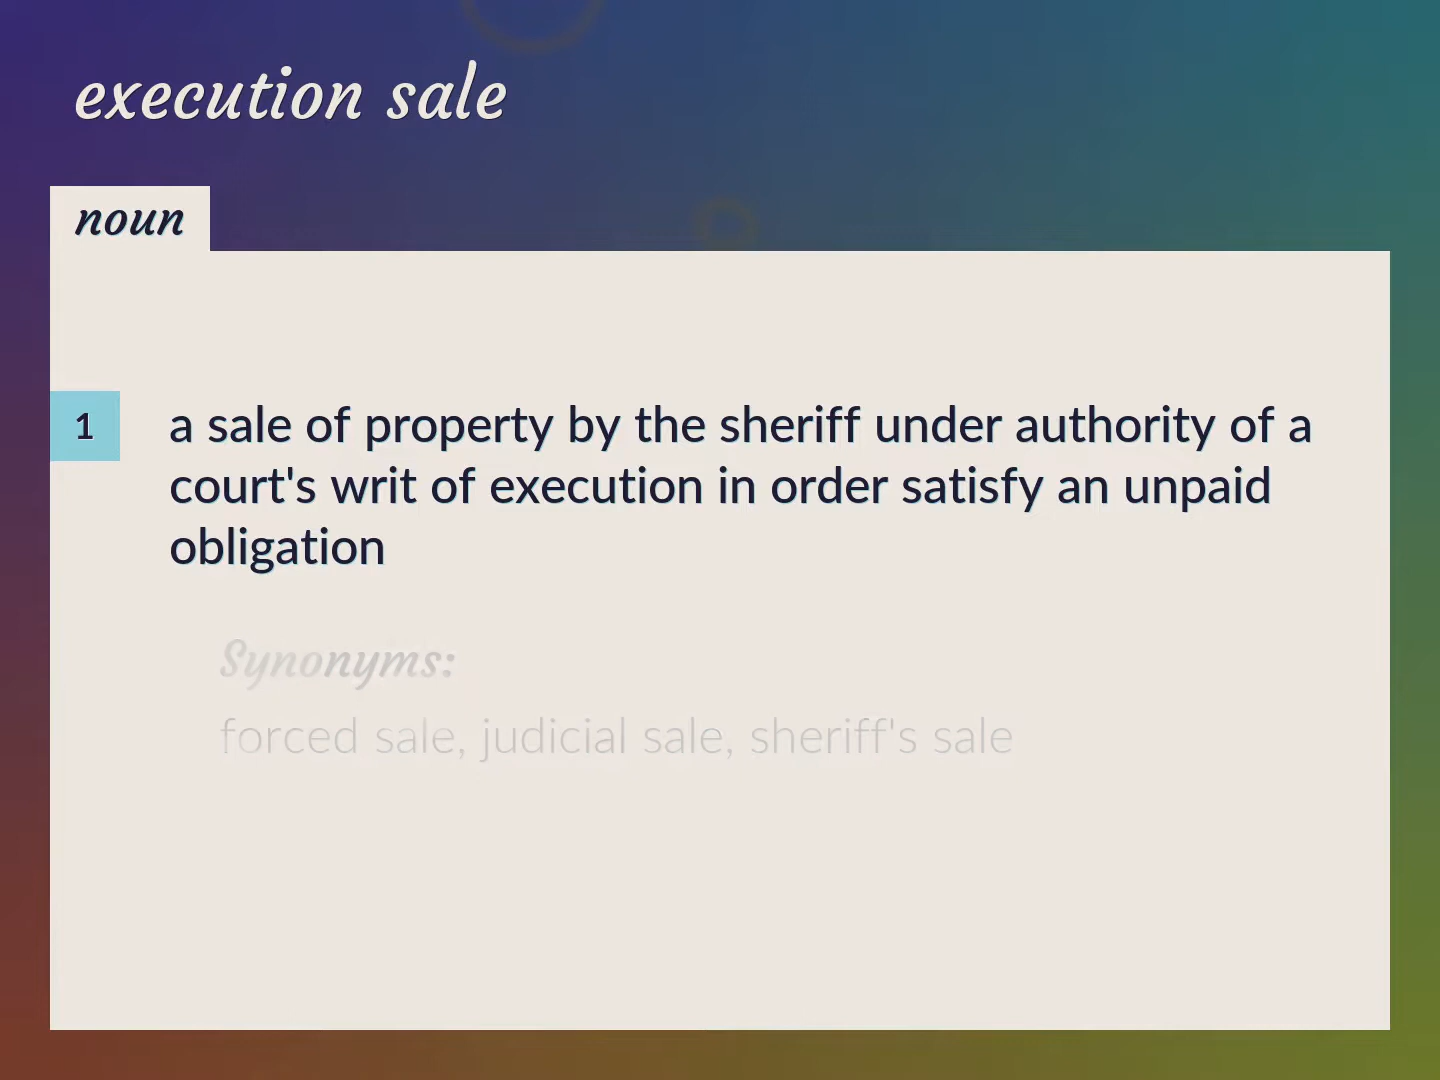 execution sale
noun
1
a sale of property by the sheriff under authority of a
court's writ of execution in order satisfy an unpaid
obligation
Synonyms:
forced sale, judicial sale, sheriff's sale